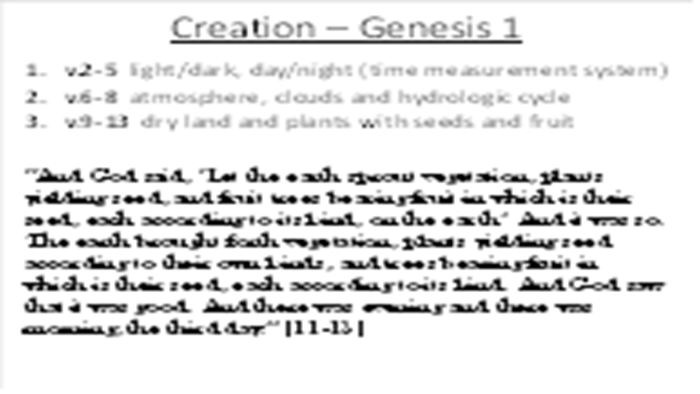 Creation – Genesis 1
1. v2-5 light/dark, day/night (time measurement system)
2. v6-8 atmosphere, clouds and hydrologic cycle
3. v9-13 dry land and plants with seeds and fruit
"And God said, "Let the earth sprout vegetation, plants
yielding seed, and fruit trees bearing fruit in which is their
seed, each according to its kind, on the earth" And it was so.
The earth brought forth vegetation, plants yielding seed
according to their own kinds, and trees bearing fruit in
which is their seed, each according to its kind. And God saw
that it was good. And there was evening and there was
morning, the third day." [11-13]